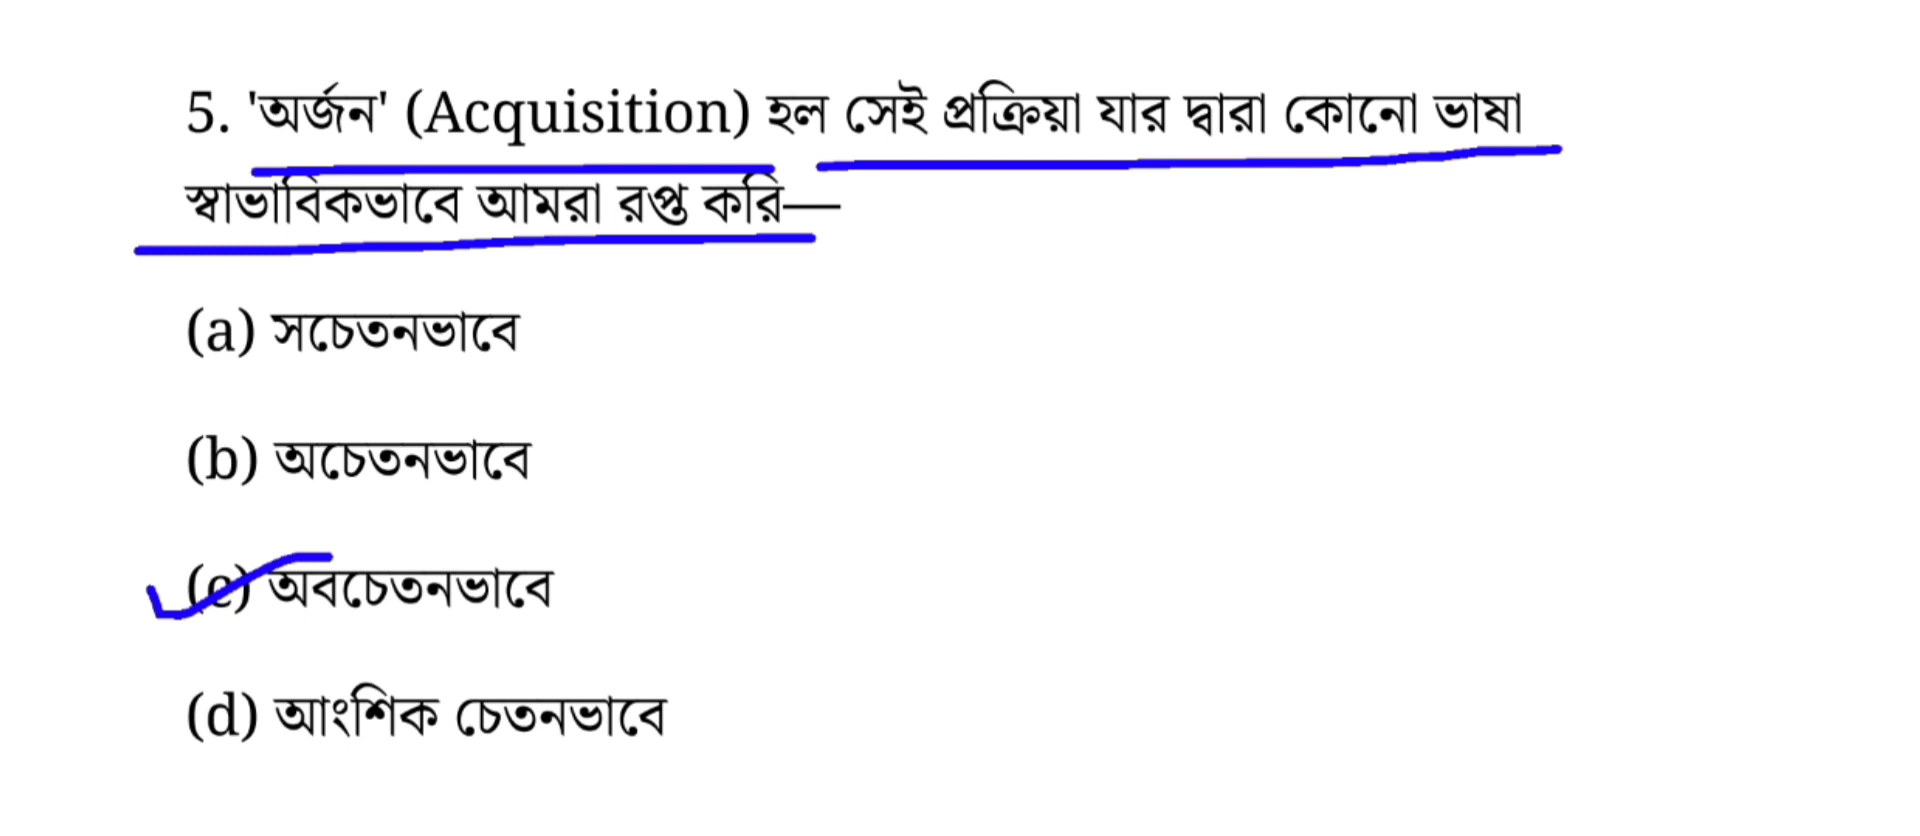 5. 'অর্জন' (Acquisition) হল সেই প্রক্রিয়া যার দ্বারা কোনো ভাষা
স্বাভাবিকভাবে আমরা রপ্ত করি—
(a) সচেতনভাবে
(b) অচেতনভাবে
(c) অবচেতনভাবে
(d) আংশিক চেতনভাবে